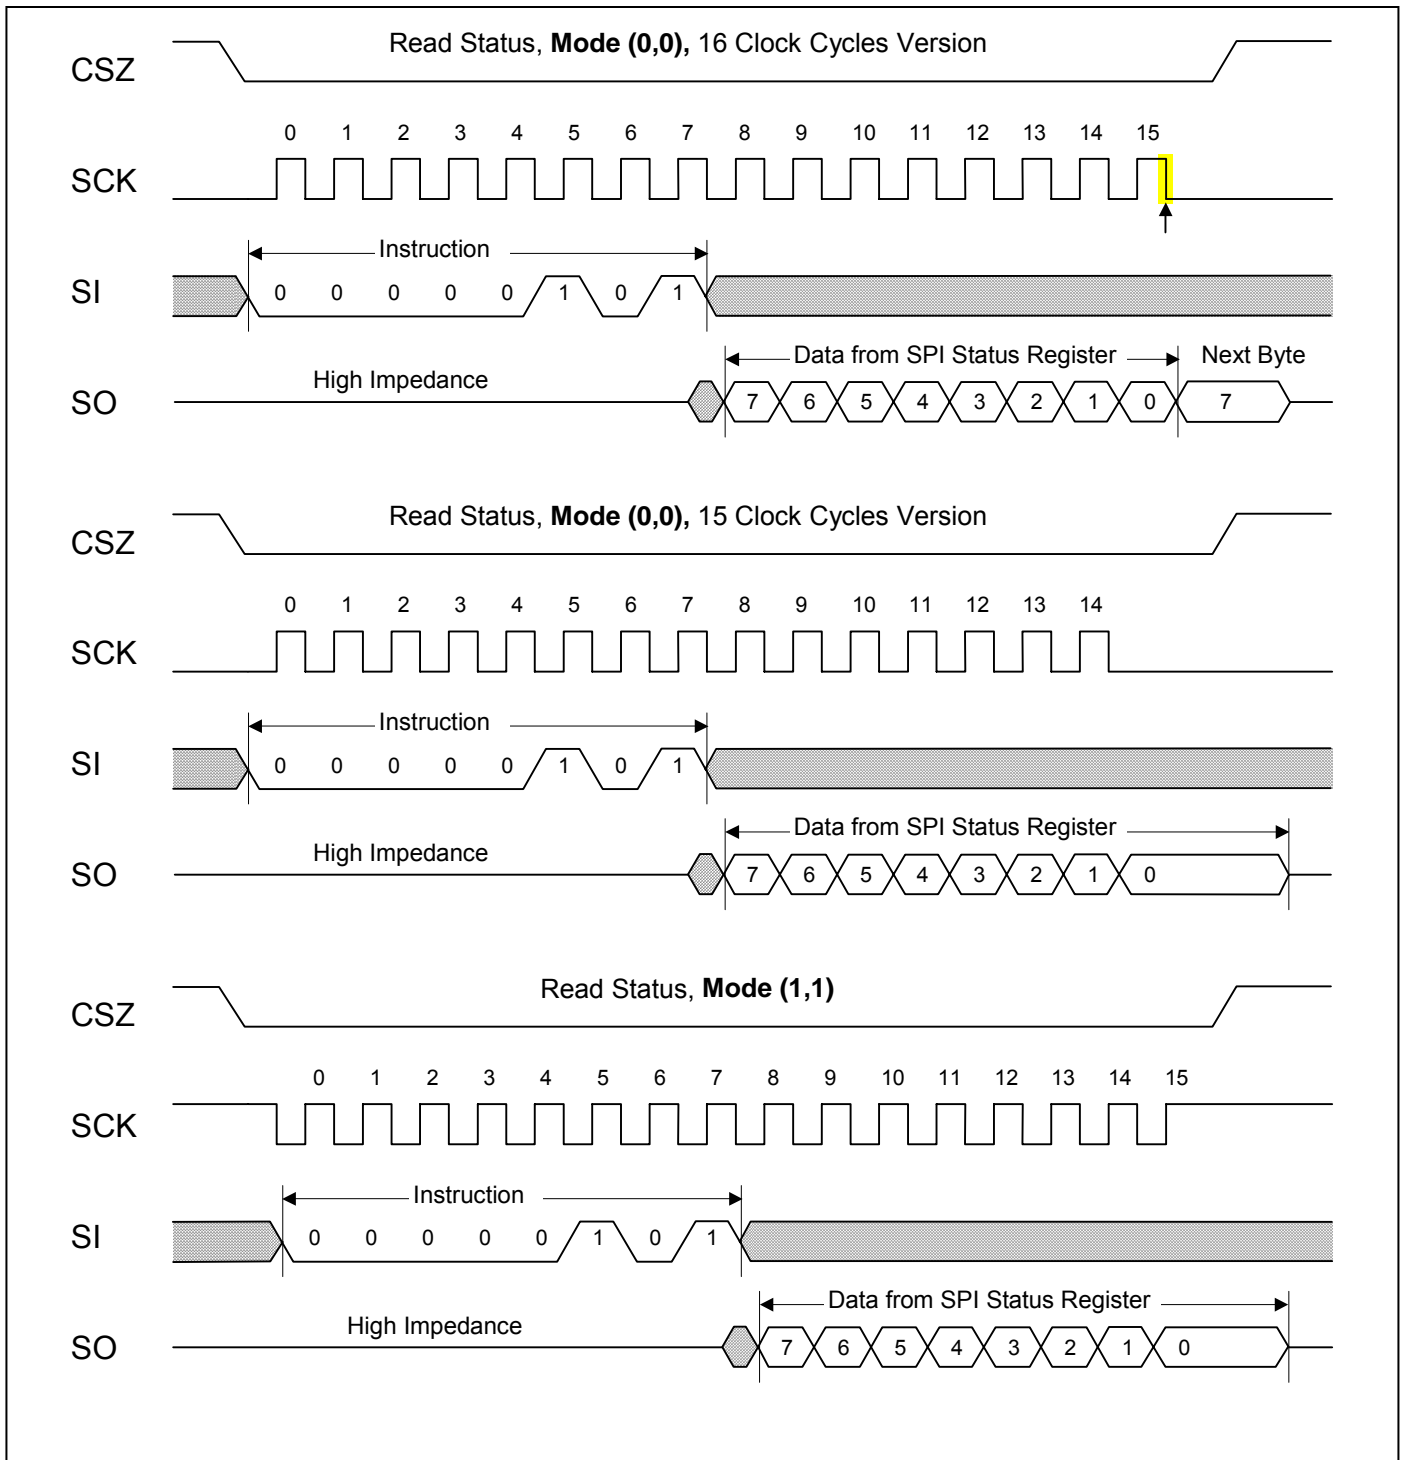 Read Status, Mode (0,0), 16 Clock Cycles Version
CSZ
0 1 2 3 4 5 6 7 8 9 10 11 12 13 14 15
SCK
Instruction
SI 0 0 0 0 0 1 0 1
Data from SPI Status Register Next Byte
High Impedance
SO 7 6 5 4 3 2 1 0 7
Read Status, Mode (0,0), 15 Clock Cycles Version
CSZ
0 1 2 3 4 5 6 7 8 9 10 11 12 13 14
SCK
Instruction
SI 0 0 0 0 0 1 0 1
Data from SPI Status Register
High Impedance
SO 7 6 5 4 3 2 1 0
Read Status, Mode (1,1)
CSZ
0 1 2 3 4 5 6 7 8 9 10 11 12 13 14 15
SCK
Instruction
SI 0 0 0 0 0 1 0 1
Data from SPI Status Register
High Impedance
SO 7 6 5 4 3 2 1 0